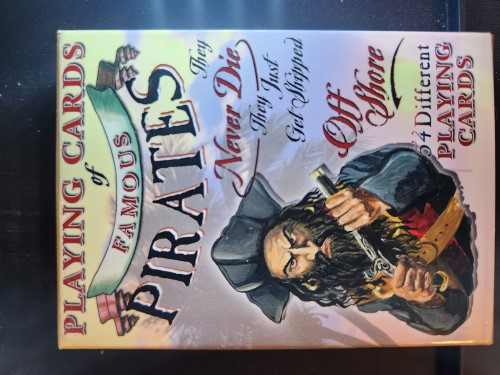 PLAYING CARDS
of
FAMOUS
PIRATES
They
Never Die
They Just
Get Shipped
Off
Shore
54 Different
PLAYING
CARDS